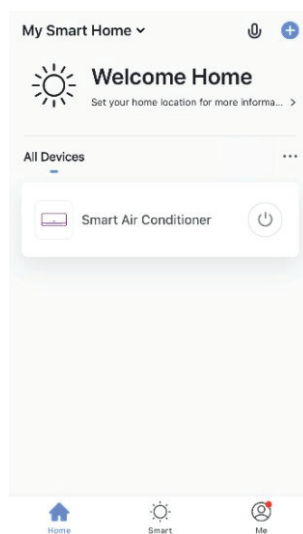 My Smart Home
Welcome Home
Set your home location for more informa...
All Devices
Smart Air Conditioner
Home
Smart
Me